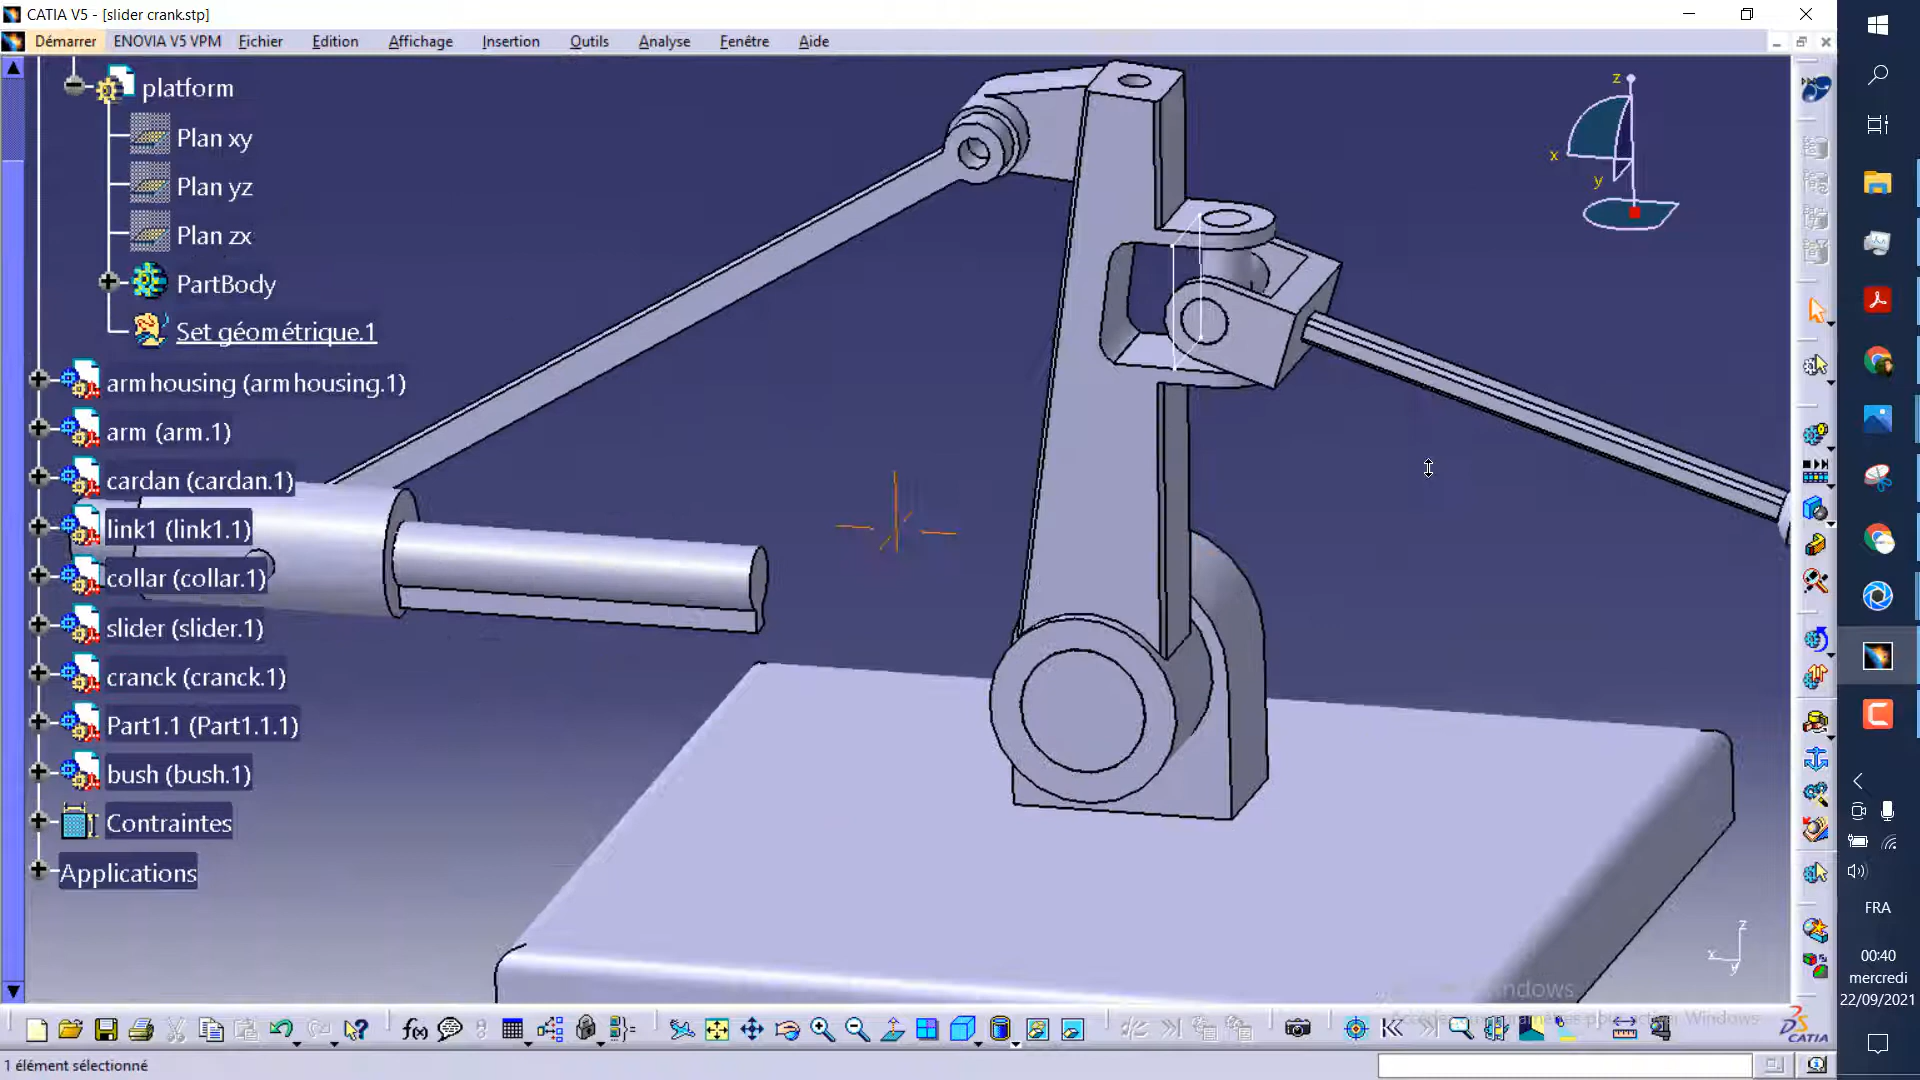 CATIA V5 - [slider crank.stp]
Démarrer ENOVIA V5 VPM Fichier Edition Affichage Insertion Outils Analyse Fenêtre Aide
platform
Plan xy
Plan yz
Plan zx
PartBody
Set géométrique.1
armhousing (armhousing.1)
arm (arm.1)
cardan (cardan.1)
link1 (link1.1)
collar (collar.1)
slider (slider.1)
cranck (cranck.1)
Part1.1 (Part1.1.1)
bush (bush.1)
Contraintes
Applications
z
x
y
z
x
y
f(x)
CATIA
1 élément sélectionné
FRA
00:40
mercredi
22/09/2021